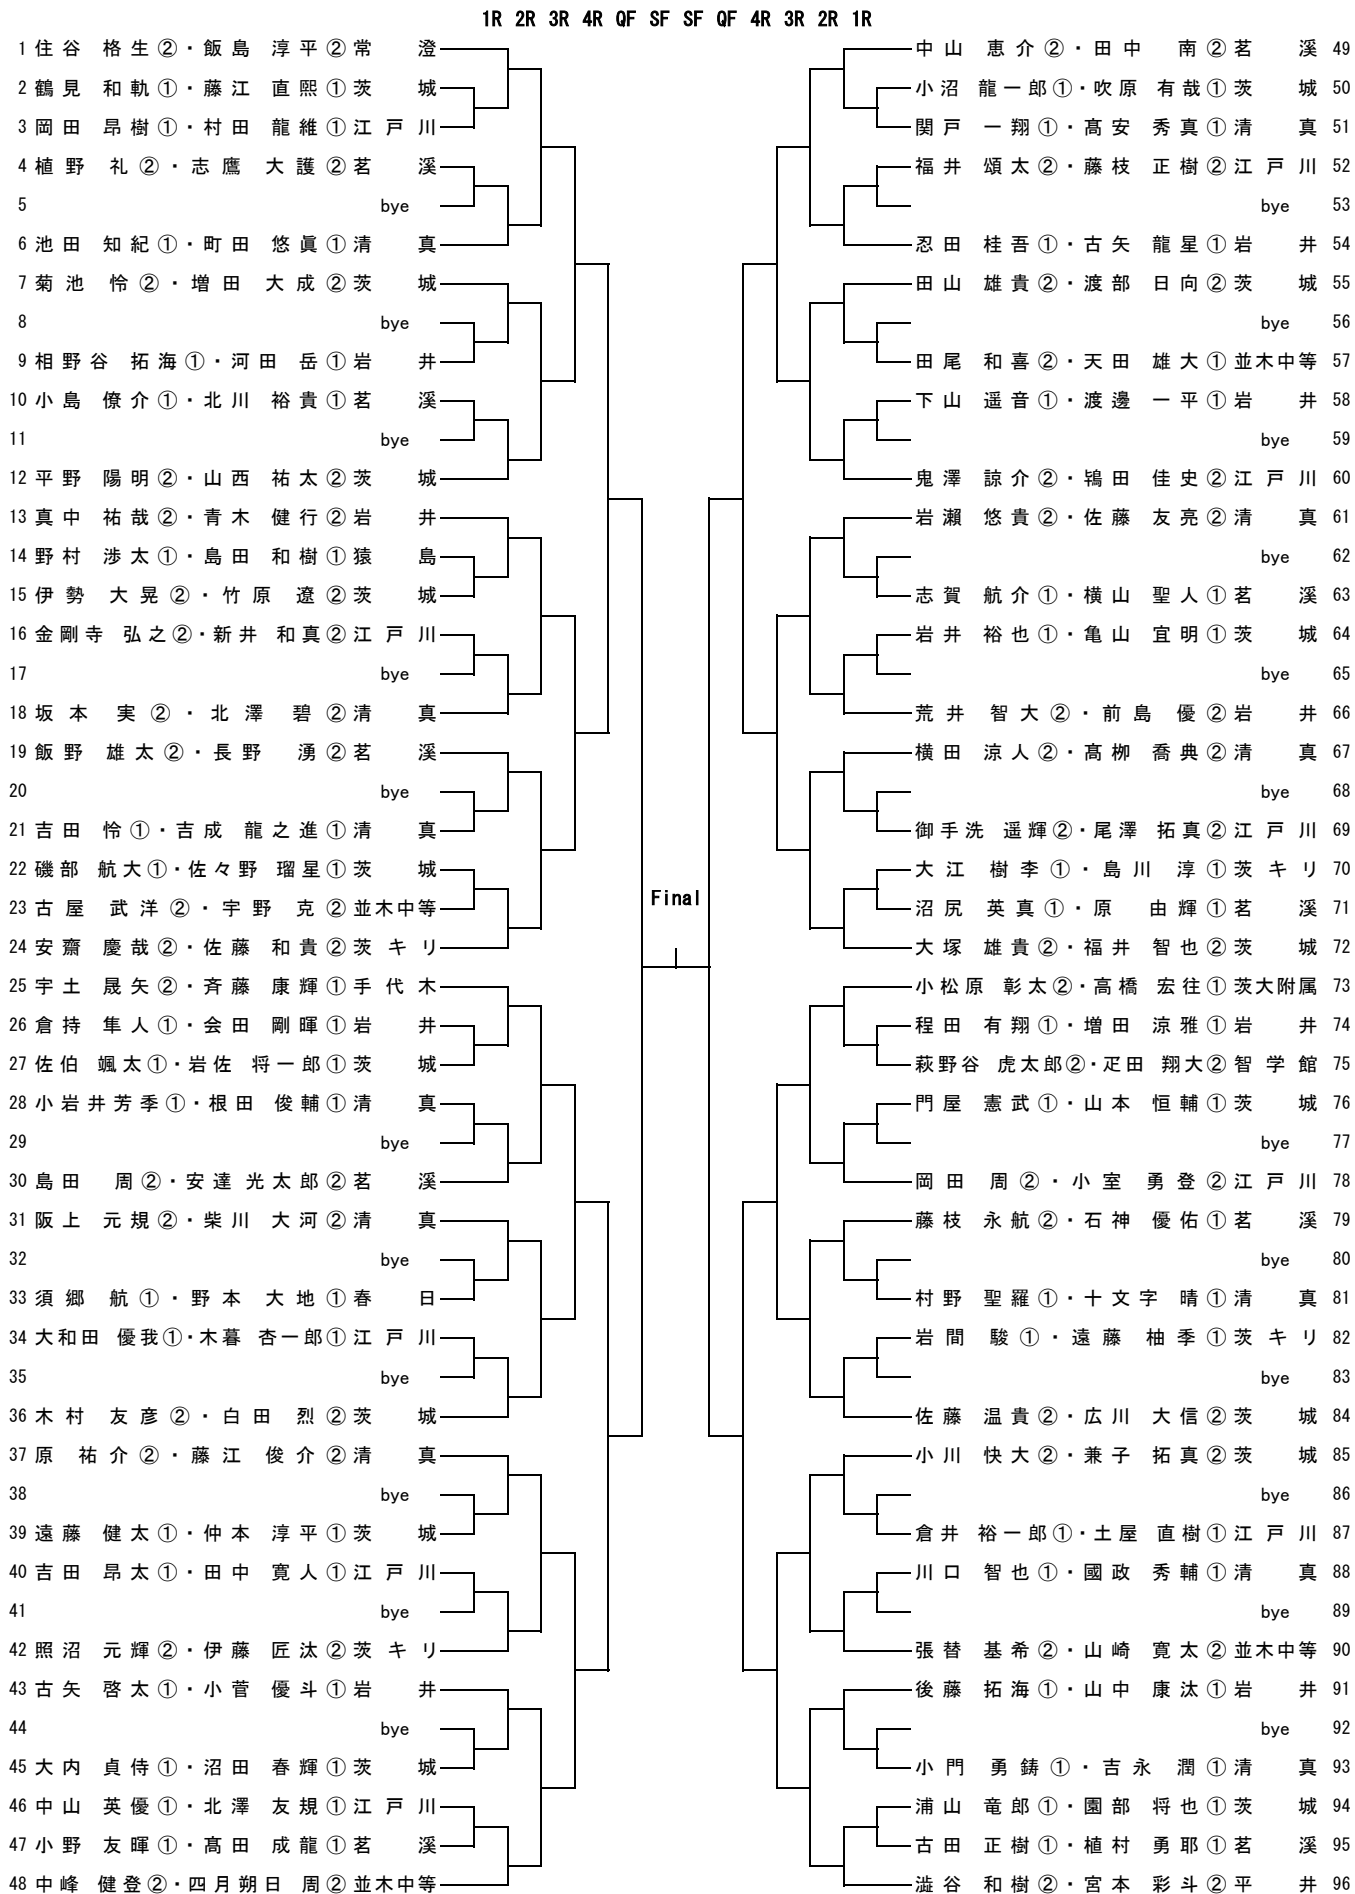 1R 2R 3R 4R QF SF SF QF 4R 3R 2R 1R
1 住谷 格生②・飯島 淳平② 常澄
2 鶴見 和軌①・藤江 直熙① 茨城
3 岡田 昂樹①・村田 龍維① 江戸川
4 植野 礼②・志鷹 大護② 茗溪
5 bye
6 池田 知紀①・町田 悠眞① 清真
7 菊池 怜②・増田 大成② 茨城
8 bye
9 相野谷 拓海①・河田 岳① 岩井
10 小島 僚介①・北川 裕貴① 茗溪
11 bye
12 平野 陽明②・山西 祐太② 茨城
13 真中 祐哉②・青木 健行② 岩井
14 野村 渉太①・島田 和樹① 猿島
15 伊勢 大晃②・竹原 遼② 茨城
16 金剛寺 弘之②・新井 和真② 江戸川
17 bye
18 坂本 実②・北澤 碧② 清真
19 飯野 雄太②・長野 湧② 茗溪
20 bye
21 吉田 怜①・吉成 龍之進① 清真
22 磯部 航大①・佐々野 瑠星① 茨城
23 古屋 武洋②・宇野 克② 並木中等
24 安齋 慶哉②・佐藤 和貴② 茨キリ
25 宇土 晟矢②・斉藤 康輝① 手代木
26 倉持 隼人①・会田 剛暉① 岩井
27 佐伯 颯太①・岩佐 将一郎① 茨城
28 小岩井芳季①・根田 俊輔① 清真
29 bye
30 島田 周②・安達 光太郎② 茗溪
31 阪上 元規②・柴川 大河② 清真
32 bye
33 須郷 航①・野本 大地① 春日
34 大和田 優我①・木暮 杏一郎① 江戸川
35 bye
36 木村 友彦②・白田 烈② 茨城
37 原 祐介②・藤江 俊介② 清真
38 bye
39 遠藤 健太①・仲本 淳平① 茨城
40 吉田 昂太①・田中 寛人① 江戸川
41 bye
42 照沼 元輝②・伊藤 匠汰② 茨キリ
43 古矢 啓太①・小菅 優斗① 岩井
44 bye
45 大内 貞侍①・沼田 春輝① 茨城
46 中山 英優①・北澤 友規① 江戸川
47 小野 友暉①・髙田 成龍① 茗溪
48 中峰 健登②・四月朔日 周② 並木中等
Final
中山 恵介②・田中 南② 茗溪 49
小沼 龍一郎①・吹原 有哉① 茨城 50
関戸 一翔①・髙安 秀真① 清真 51
福井 頌太②・藤枝 正樹② 江戸川 52
bye 53
忍田 桂吾①・古矢 龍星① 岩井 54
田山 雄貴②・渡部 日向② 茨城 55
bye 56
田尾 和喜②・天田 雄大① 並木中等 57
下山 遥音①・渡邊 一平① 岩井 58
bye 59
鬼澤 諒介②・鴇田 佳史② 江戸川 60
岩瀬 悠貴②・佐藤 友亮② 清真 61
bye 62
志賀 航介①・横山 聖人① 茗溪 63
岩井 裕也①・亀山 宜明① 茨城 64
bye 65
荒井 智大②・前島 優② 岩井 66
横田 涼人②・髙栁 喬典② 清真 67
bye 68
御手洗 遥輝②・尾澤 拓真② 江戸川 69
大江 樹李①・島川 淳① 茨キリ 70
沼尻 英真①・原 由輝① 茗溪 71
大塚 雄貴②・福井 智也② 茨城 72
小松原 彰太②・高橋 宏往① 茨大附属 73
程田 有翔①・増田 涼雅① 岩井 74
萩野谷 虎太郎②・疋田 翔大② 智学館 75
門屋 憲武①・山本 恒輔① 茨城 76
bye 77
岡田 周②・小室 勇登② 江戸川 78
藤枝 永航②・石神 優佑① 茗溪 79
bye 80
村野 聖羅①・十文字 晴① 清真 81
岩間 駿①・遠藤 柚季① 茨キリ 82
bye 83
佐藤 温貴②・広川 大信② 茨城 84
小川 快大②・兼子 拓真② 茨城 85
bye 86
倉井 裕一郎①・土屋 直樹① 江戸川 87
川口 智也①・國政 秀輔① 清真 88
bye 89
張替 基希②・山崎 寛太② 並木中等 90
後藤 拓海①・山中 康汰① 岩井 91
bye 92
小門 勇鋳①・吉永 潤① 清真 93
浦山 竜郎①・園部 将也① 茨城 94
古田 正樹①・植村 勇耶① 茗溪 95
澁谷 和樹②・宮本 彩斗② 平井 96